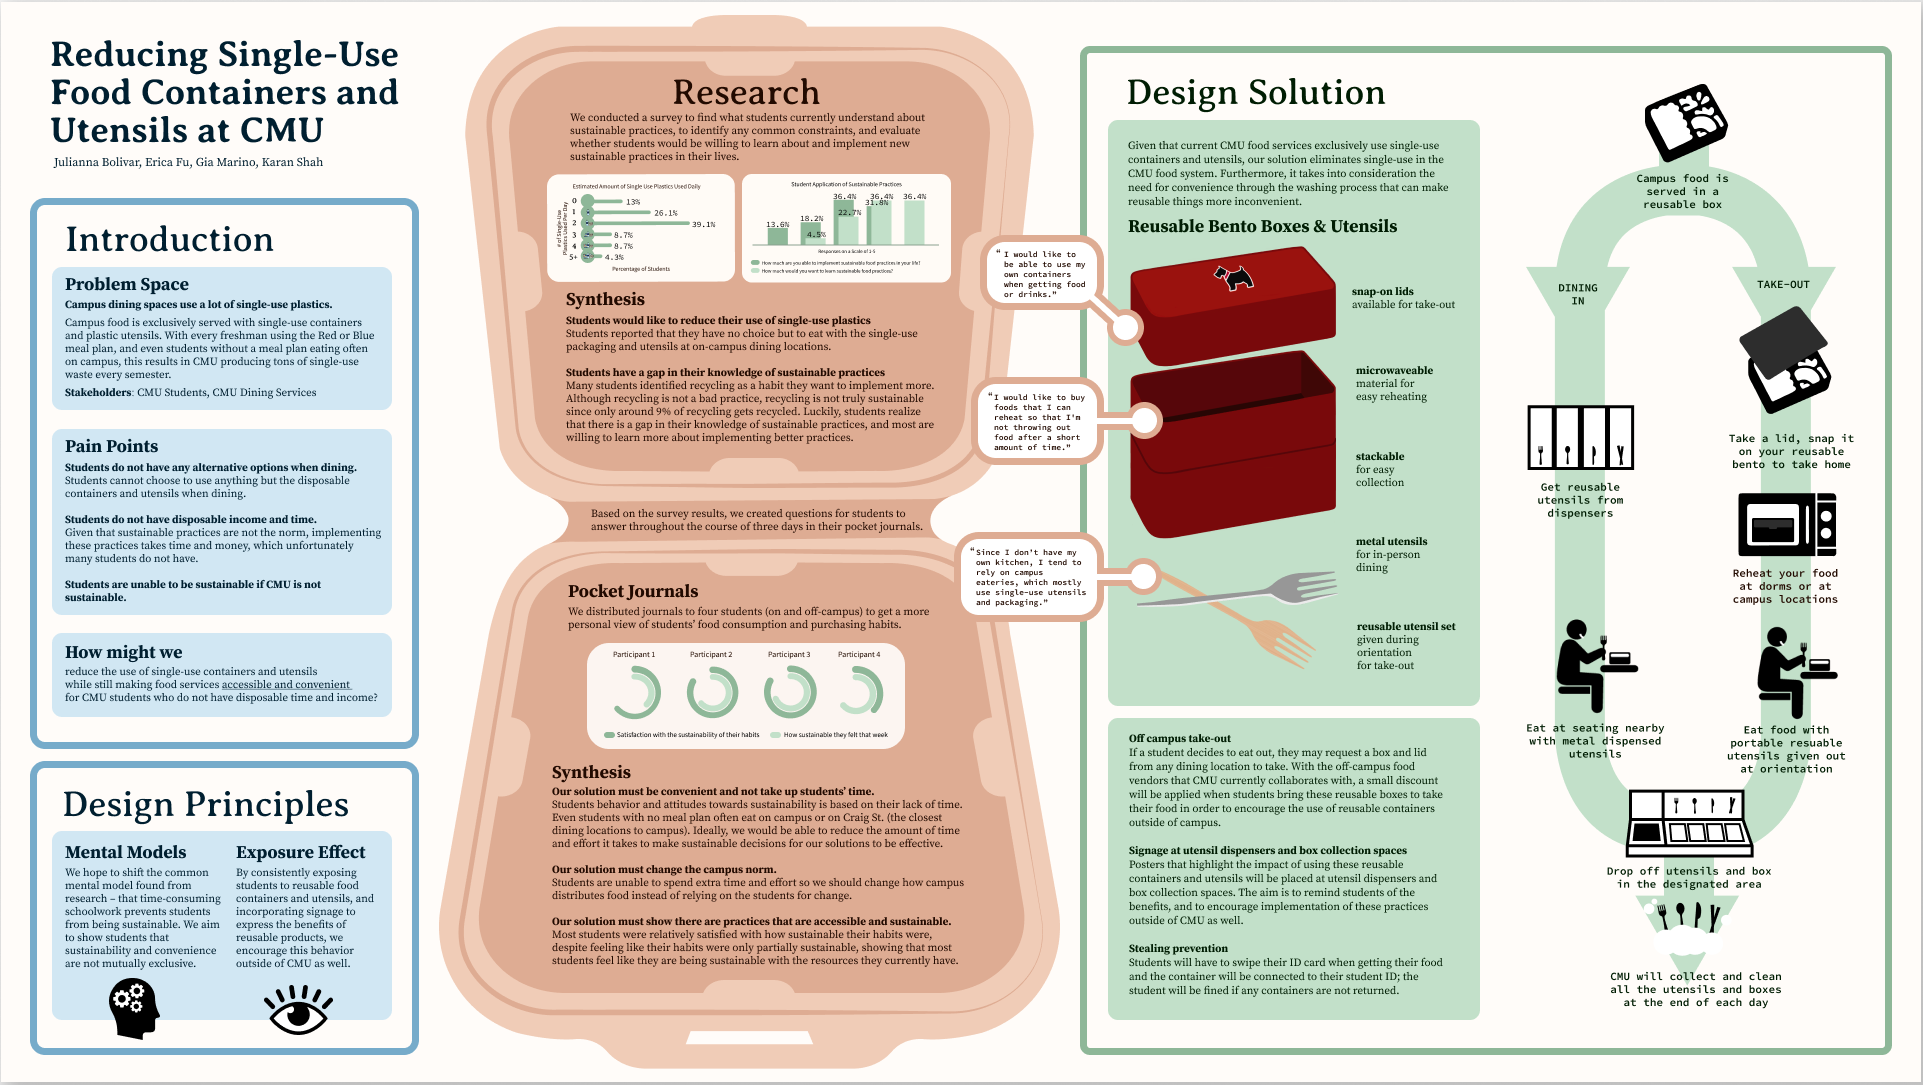 Reducing Single-Use
Food Containers and
Utensils at CMU
Julianna Bolivar, Erica Fu, Gia Marino, Karan Shah
Introduction
Problem Space
Campus dining spaces use a lot of single-use plastics.
Campus food is exclusively served with single-use containers
and plastic utensils. With every freshman using the Red or Blue
meal plan, and even students without a meal plan eating often
on campus, this results in CMU producing tons of single-use
waste every semester.
Stakeholders: CMU Students, CMU Dining Services
Pain Points
Students do not have any alternative options when dining.
Students cannot choose to use anything but the disposable
containers and utensils when dining.
Students do not have disposable income and time.
Given that sustainable practices are not the norm, implementing
these practices takes time and money, which unfortunately
many students do not have.
Students are unable to be sustainable if CMU is not
sustainable.
How might we
reduce the use of single-use containers and utensils
while still making food services accessible and convenient
for CMU students who do not have disposable time and income?
Design Principles
Mental Models
We hope to shift the common
mental model found from
research – that time-consuming
schoolwork prevents students
from being sustainable. We aim
to show students that
sustainability and convenience
are not mutually exclusive.
Exposure Effect
By consistently exposing
students to reusable food
containers and utensils, and
incorporating signage to
express the benefits of
reusable products, we
encourage this behavior
outside of CMU as well.
Research
We conducted a survey to find what students currently understand about
sustainable practices, to identify any common constraints, and evaluate
whether students would be willing to learn about and implement new
sustainable practices in their lives.
Estimated Amount of Single Use Plastics Used Daily
# of Single-Use
Plastics Used Per Day
0 13%
1 26.1%
2 39.1%
3 8.7%
4 8.7%
5+ 4.3%
Percentage of Students
Student Application of Sustainable Practices
13.6%
18.2%
4.5%
36.4%
22.7%
36.4%
31.8%
36.4%
Responses on a Scale of 1-5
How much are you able to implement sustainable food practices in your life?
How much would you want to learn sustainable food practices?
Synthesis
Students would like to reduce their use of single-use plastics
Students reported that they have no choice but to eat with the single-use
packaging and utensils at on-campus dining locations.
Students have a gap in their knowledge of sustainable practices
Many students identified recycling as a habit they want to implement more.
Although recycling is not a bad practice, recycling is not truly sustainable
since only around 9% of recycling gets recycled. Luckily, students realize
that there is a gap in their knowledge of sustainable practices, and most are
willing to learn more about implementing better practices.
Based on the survey results, we created questions for students to
answer throughout the course of three days in their pocket journals.
Pocket Journals
We distributed journals to four students (on and off-campus) to get a more
personal view of students' food consumption and purchasing habits.
Participant 1
Participant 2
Participant 3
Participant 4
Satisfaction with the sustainability of their habits
How sustainable they felt that week
Synthesis
Our solution must be convenient and not take up students' time.
Students behavior and attitudes towards sustainability is based on their lack of time.
Even students with no meal plan often eat on campus or on Craig St. (the closest
dining locations to campus). Ideally, we would be able to reduce the amount of time
and effort it takes to make sustainable decisions for our solutions to be effective.
Our solution must change the campus norm.
Students are unable to spend extra time and effort so we should change how campus
distributes food instead of relying on the students for change.
Our solution must show there are practices that are accessible and sustainable.
Most students were relatively satisfied with how sustainable their habits were,
despite feeling like their habits were only partially sustainable, showing that most
students feel like they are being sustainable with the resources they currently have.
“I would like to
be able to use my
own containers
when getting food
or drinks.”
“I would like to buy
foods that I can
reheat so that I'm
not throwing out
food after a short
amount of time.”
“Since I don't have my
own kitchen, I tend to
rely on campus
eateries, which mostly
use single-use utensils
and packaging.”
Design Solution
Given that current CMU food services exclusively use single-use
containers and utensils, our solution eliminates single-use in the
CMU food system. Furthermore, it takes into consideration the
need for convenience through the washing process that can make
reusable things more inconvenient.
Reusable Bento Boxes & Utensils
snap-on lids
available for take-out
microwaveable
material for
easy reheating
stackable
for easy
collection
metal utensils
for in-person
dining
reusable utensil set
given during
orientation
for take-out
Off campus take-out
If a student decides to eat out, they may request a box and lid
from any dining location to take. With the off-campus food
vendors that CMU currently collaborates with, a small discount
will be applied when students bring these reusable boxes to take
their food in order to encourage the use of reusable containers
outside of campus.
Signage at utensil dispensers and box collection spaces
Posters that highlight the impact of using these reusable
containers and utensils will be placed at utensil dispensers and
box collection spaces. The aim is to remind students of the
benefits, and to encourage implementation of these practices
outside of CMU as well.
Stealing prevention
Students will have to swipe their ID card when getting their food
and the container will be connected to their student ID; the
student will be fined if any containers are not returned.
Campus food is
served in a
reusable box
DINING
IN
TAKE-OUT
Get reusable
utensils from
dispensers
Take a lid, snap it
on your reusable
bento to take home
Reheat your food
at dorms or at
campus locations
Eat at seating nearby
with metal dispensed
utensils
Eat food with
portable resuable
utensils given out
at orientation
Drop off utensils and box
in the designated area
CMU will collect and clean
all the utensils and boxes
at the end of each day